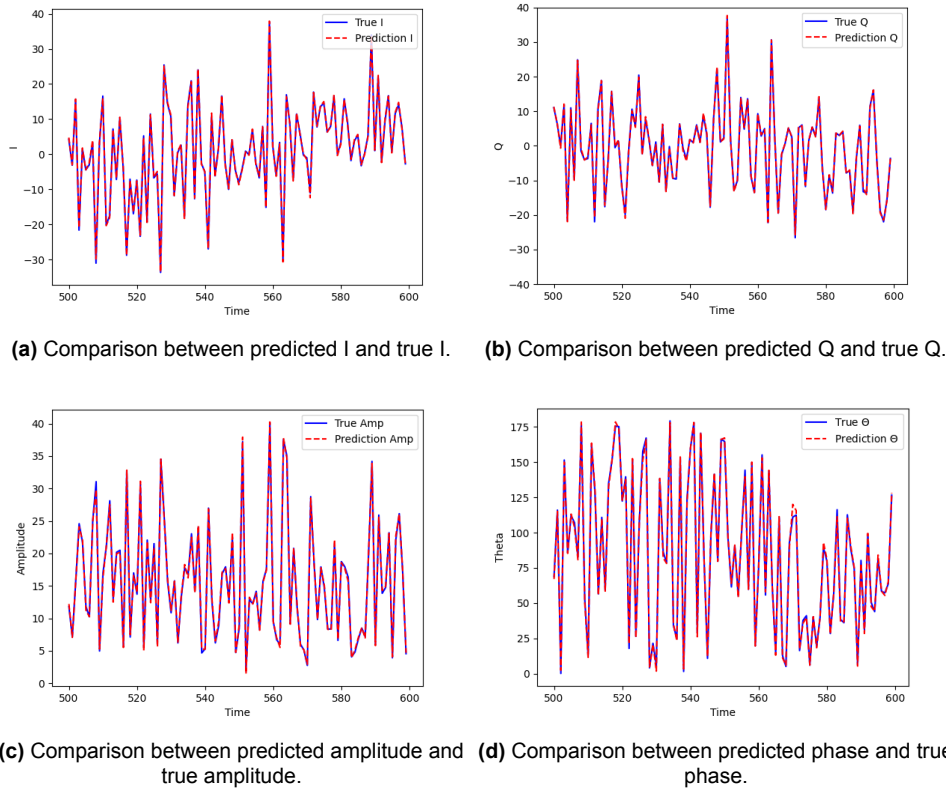 True I
Prediction I
40
30
20
10
0
−10
−20
−30
I
500 520 540 560 580 600
Time
True Q
Prediction Q
40
30
20
10
0
−10
−20
−30
−40
Q
500 520 540 560 580 600
Time
(a) Comparison between predicted I and true I.
(b) Comparison between predicted Q and true Q.
True Amp
Prediction Amp
40
35
30
25
20
15
10
5
0
Amplitude
500 520 540 560 580 600
Time
True Θ
Prediction Θ
175
150
125
100
75
50
25
0
Theta
500 520 540 560 580 600
Time
(c) Comparison between predicted amplitude and
true amplitude.
(d) Comparison between predicted phase and true
phase.